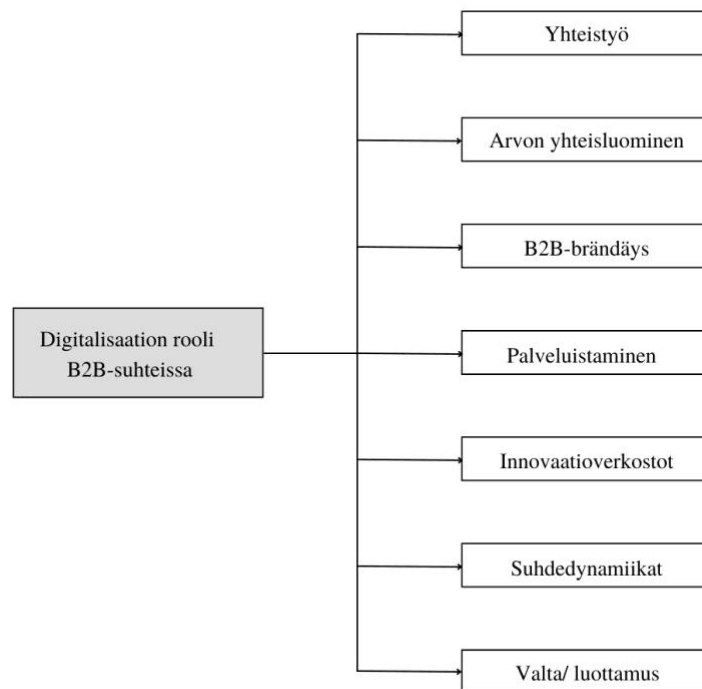 Yhteistyö
Arvon yhteisluominen
B2B-brändäys
Digitalisaation rooli
B2B-suhteissa
Palveluistaminen
Innovaatioverkostot
Suhdedynamiikat
Valta/ luottamus